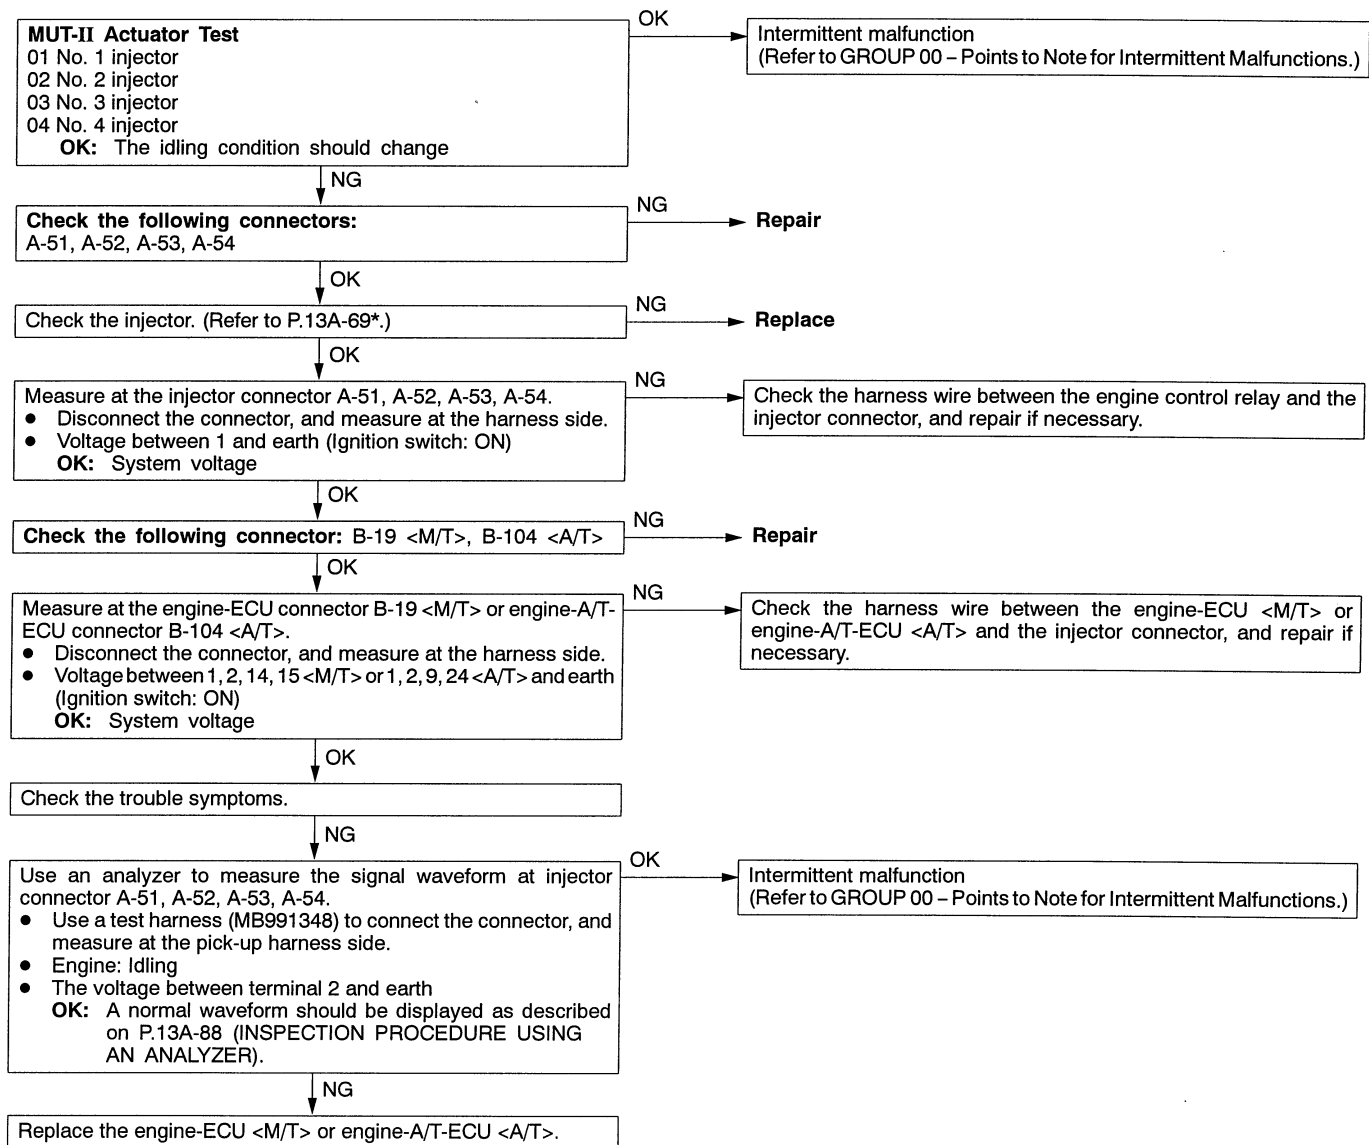 MUT-II Actuator Test
01 No. 1 injector
02 No. 2 injector
03 No. 3 injector
04 No. 4 injector
OK: The idling condition should change
OK
Intermittent malfunction
(Refer to GROUP 00 – Points to Note for Intermittent Malfunctions.)
NG
Check the following connectors:
A-51, A-52, A-53, A-54
NG
Repair
OK
Check the injector. (Refer to P.13A-69*.)
NG
Replace
OK
Measure at the injector connector A-51, A-52, A-53, A-54.
● Disconnect the connector, and measure at the harness side.
● Voltage between 1 and earth (Ignition switch: ON)
OK: System voltage
NG
Check the harness wire between the engine control relay and the
injector connector, and repair if necessary.
OK
Check the following connector: B-19 <M/T>, B-104 <A/T>
NG
Repair
OK
Measure at the engine-ECU connector B-19 <M/T> or engine-A/T-
ECU connector B-104 <A/T>.
● Disconnect the connector, and measure at the harness side.
● Voltage between 1, 2, 14, 15 <M/T> or 1, 2, 9, 24 <A/T> and earth
(Ignition switch: ON)
OK: System voltage
NG
Check the harness wire between the engine-ECU <M/T> or
engine-A/T-ECU <A/T> and the injector connector, and repair if
necessary.
OK
Check the trouble symptoms.
NG
Use an analyzer to measure the signal waveform at injector
connector A-51, A-52, A-53, A-54.
● Use a test harness (MB991348) to connect the connector, and
measure at the pick-up harness side.
● Engine: Idling
● The voltage between terminal 2 and earth
OK: A normal waveform should be displayed as described
on P.13A-88 (INSPECTION PROCEDURE USING
AN ANALYZER).
OK
Intermittent malfunction
(Refer to GROUP 00 – Points to Note for Intermittent Malfunctions.)
NG
Replace the engine-ECU <M/T> or engine-A/T-ECU <A/T>.